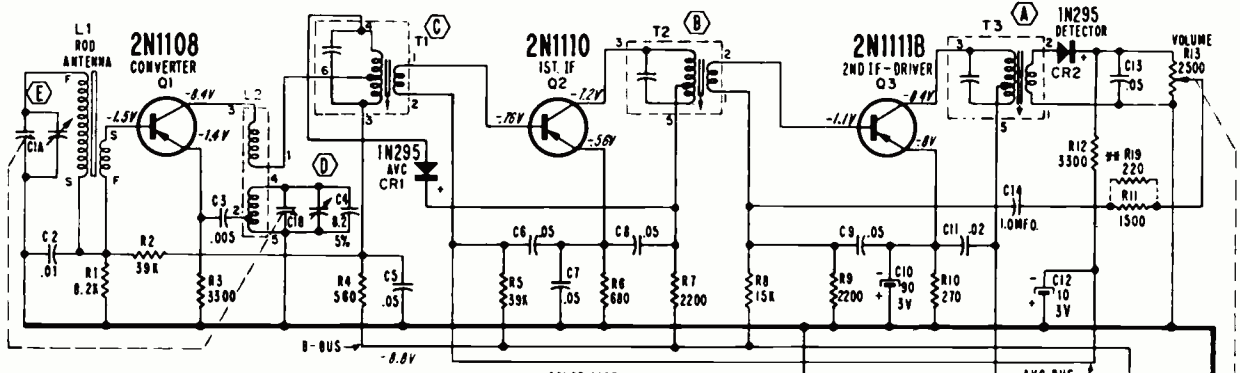 L1
ROD
ANTENNA
2N1108
CONVERTER
Q1
C
T1
2N1110
1ST. IF
Q2
B
T2
2N1111B
2ND IF-DRIVER
Q3
A
T3
1N295
DETECTOR
CR2
VOLUME
R13
2500
E
F
S
S
F
C1A
-1.5V
-8.4V
-1.4V
L2
3
1
4
2
5
D
6
4
1
2
3
1N295
AVC
CR1
+
-.76V
-7.2V
-.56V
3
2
5
-1.1V
-8.4V
-.8V
3
2
5
+
C13
.05
R12
3300
** R19
220
R11
1500
C14
1.0MFD.
C2
.01
R1
8.2K
R2
39K
C3
.005
R3
3300
C1B
C4
8.2
5%
R4
560
C5
.05
C6 .05
R5
39K
C7
.05
C8 .05
R6
680
R7
2200
R8
15K
C9 .05
R9
2200
C10
90
3V
-
+
C11 .02
R10
270
C12
10
3V
-
+
B-BUS
-8.8V
AVC BUS